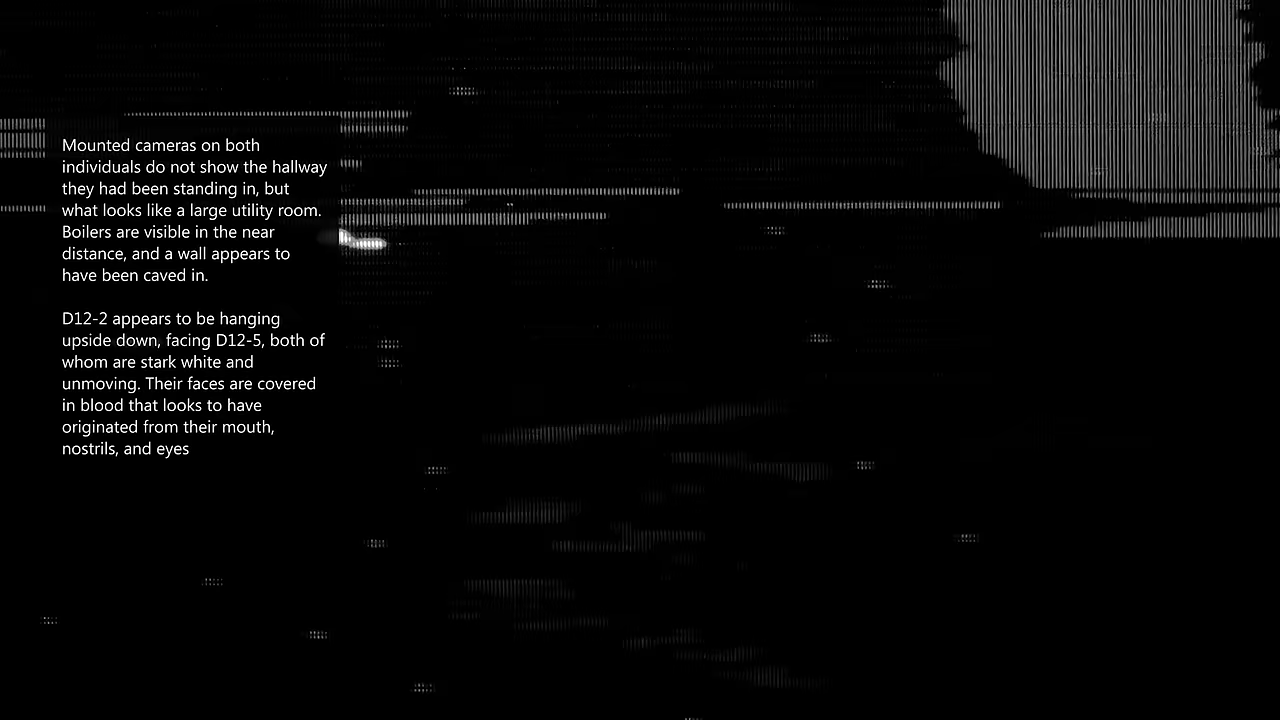 Mounted cameras on both
individuals do not show the hallway
they had been standing in, but
what looks like a large utility room.
Boilers are visible in the near
distance, and a wall appears to
have been caved in.
D12-2 appears to be hanging
upside down, facing D12-5, both of
whom are stark white and
unmoving. Their faces are covered
in blood that looks to have
originated from their mouth,
nostrils, and eyes